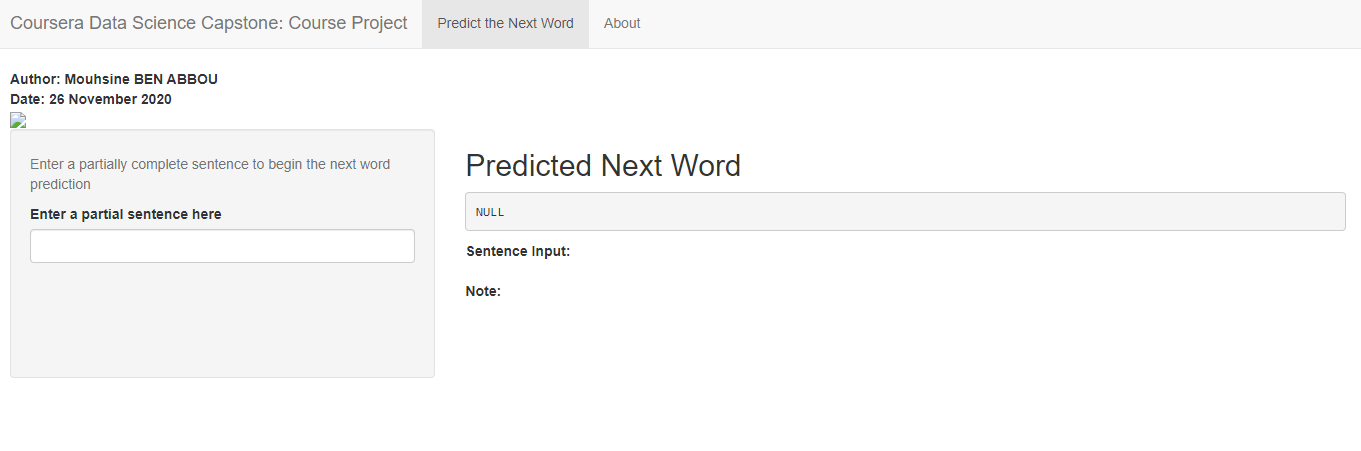 Coursera Data Science Capstone: Course Project
Predict the Next Word
About
Author: Mouhsine BEN ABBOU
Date: 26 November 2020
Enter a partially complete sentence to begin the next word
prediction
Enter a partial sentence here
Predicted Next Word
NULL
Sentence Input:
Note: